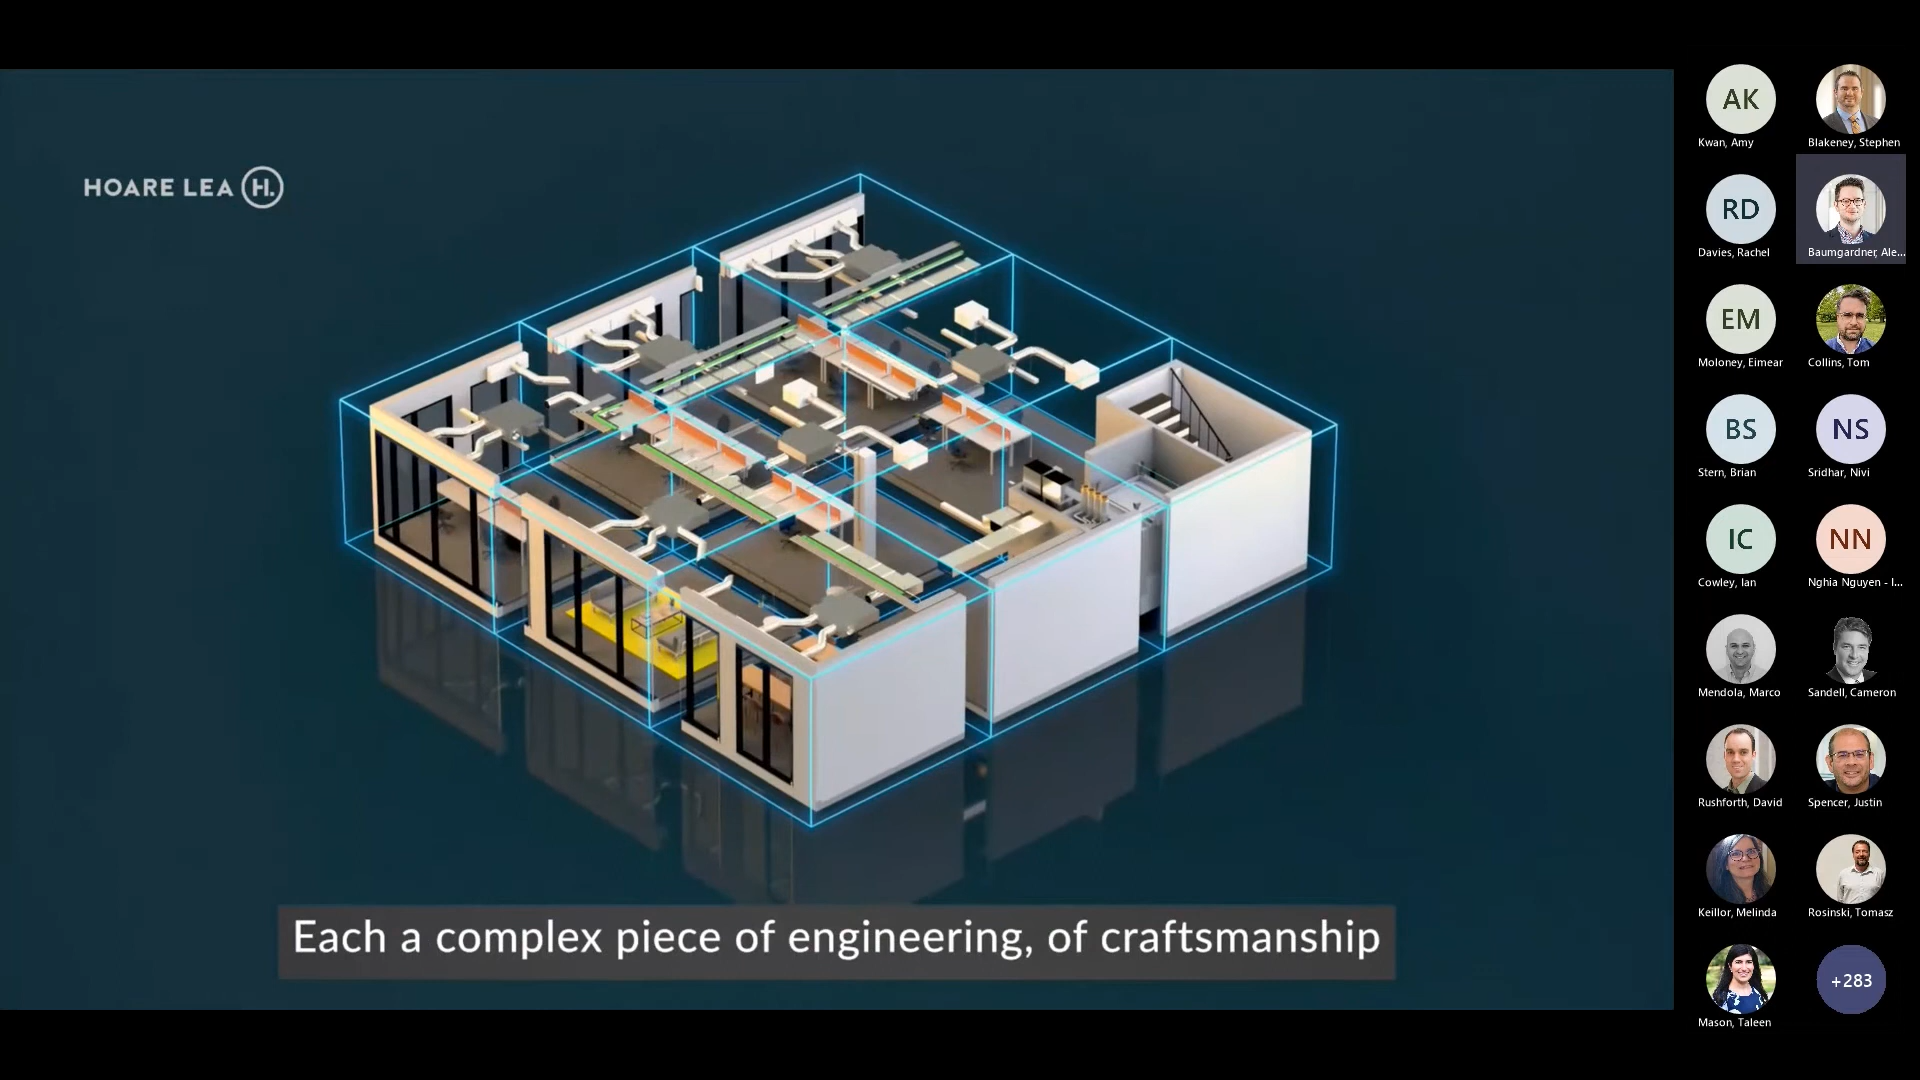 HOARE LEA H.
Each a complex piece of engineering, of craftsmanship
AK
Kwan, Amy
Blakeney, Stephen
RD
Davies, Rachel
Baumgardner, Ale...
EM
Moloney, Eimear
Collins, Tom
BS
Stern, Brian
NS
Sridhar, Nivi
IC
Cowley, Ian
NN
Nghia Nguyen - I...
Mendola, Marco
Sandell, Cameron
Rushforth, David
Spencer, Justin
Keillor, Melinda
Rosinski, Tomasz
Mason, Taleen
+283